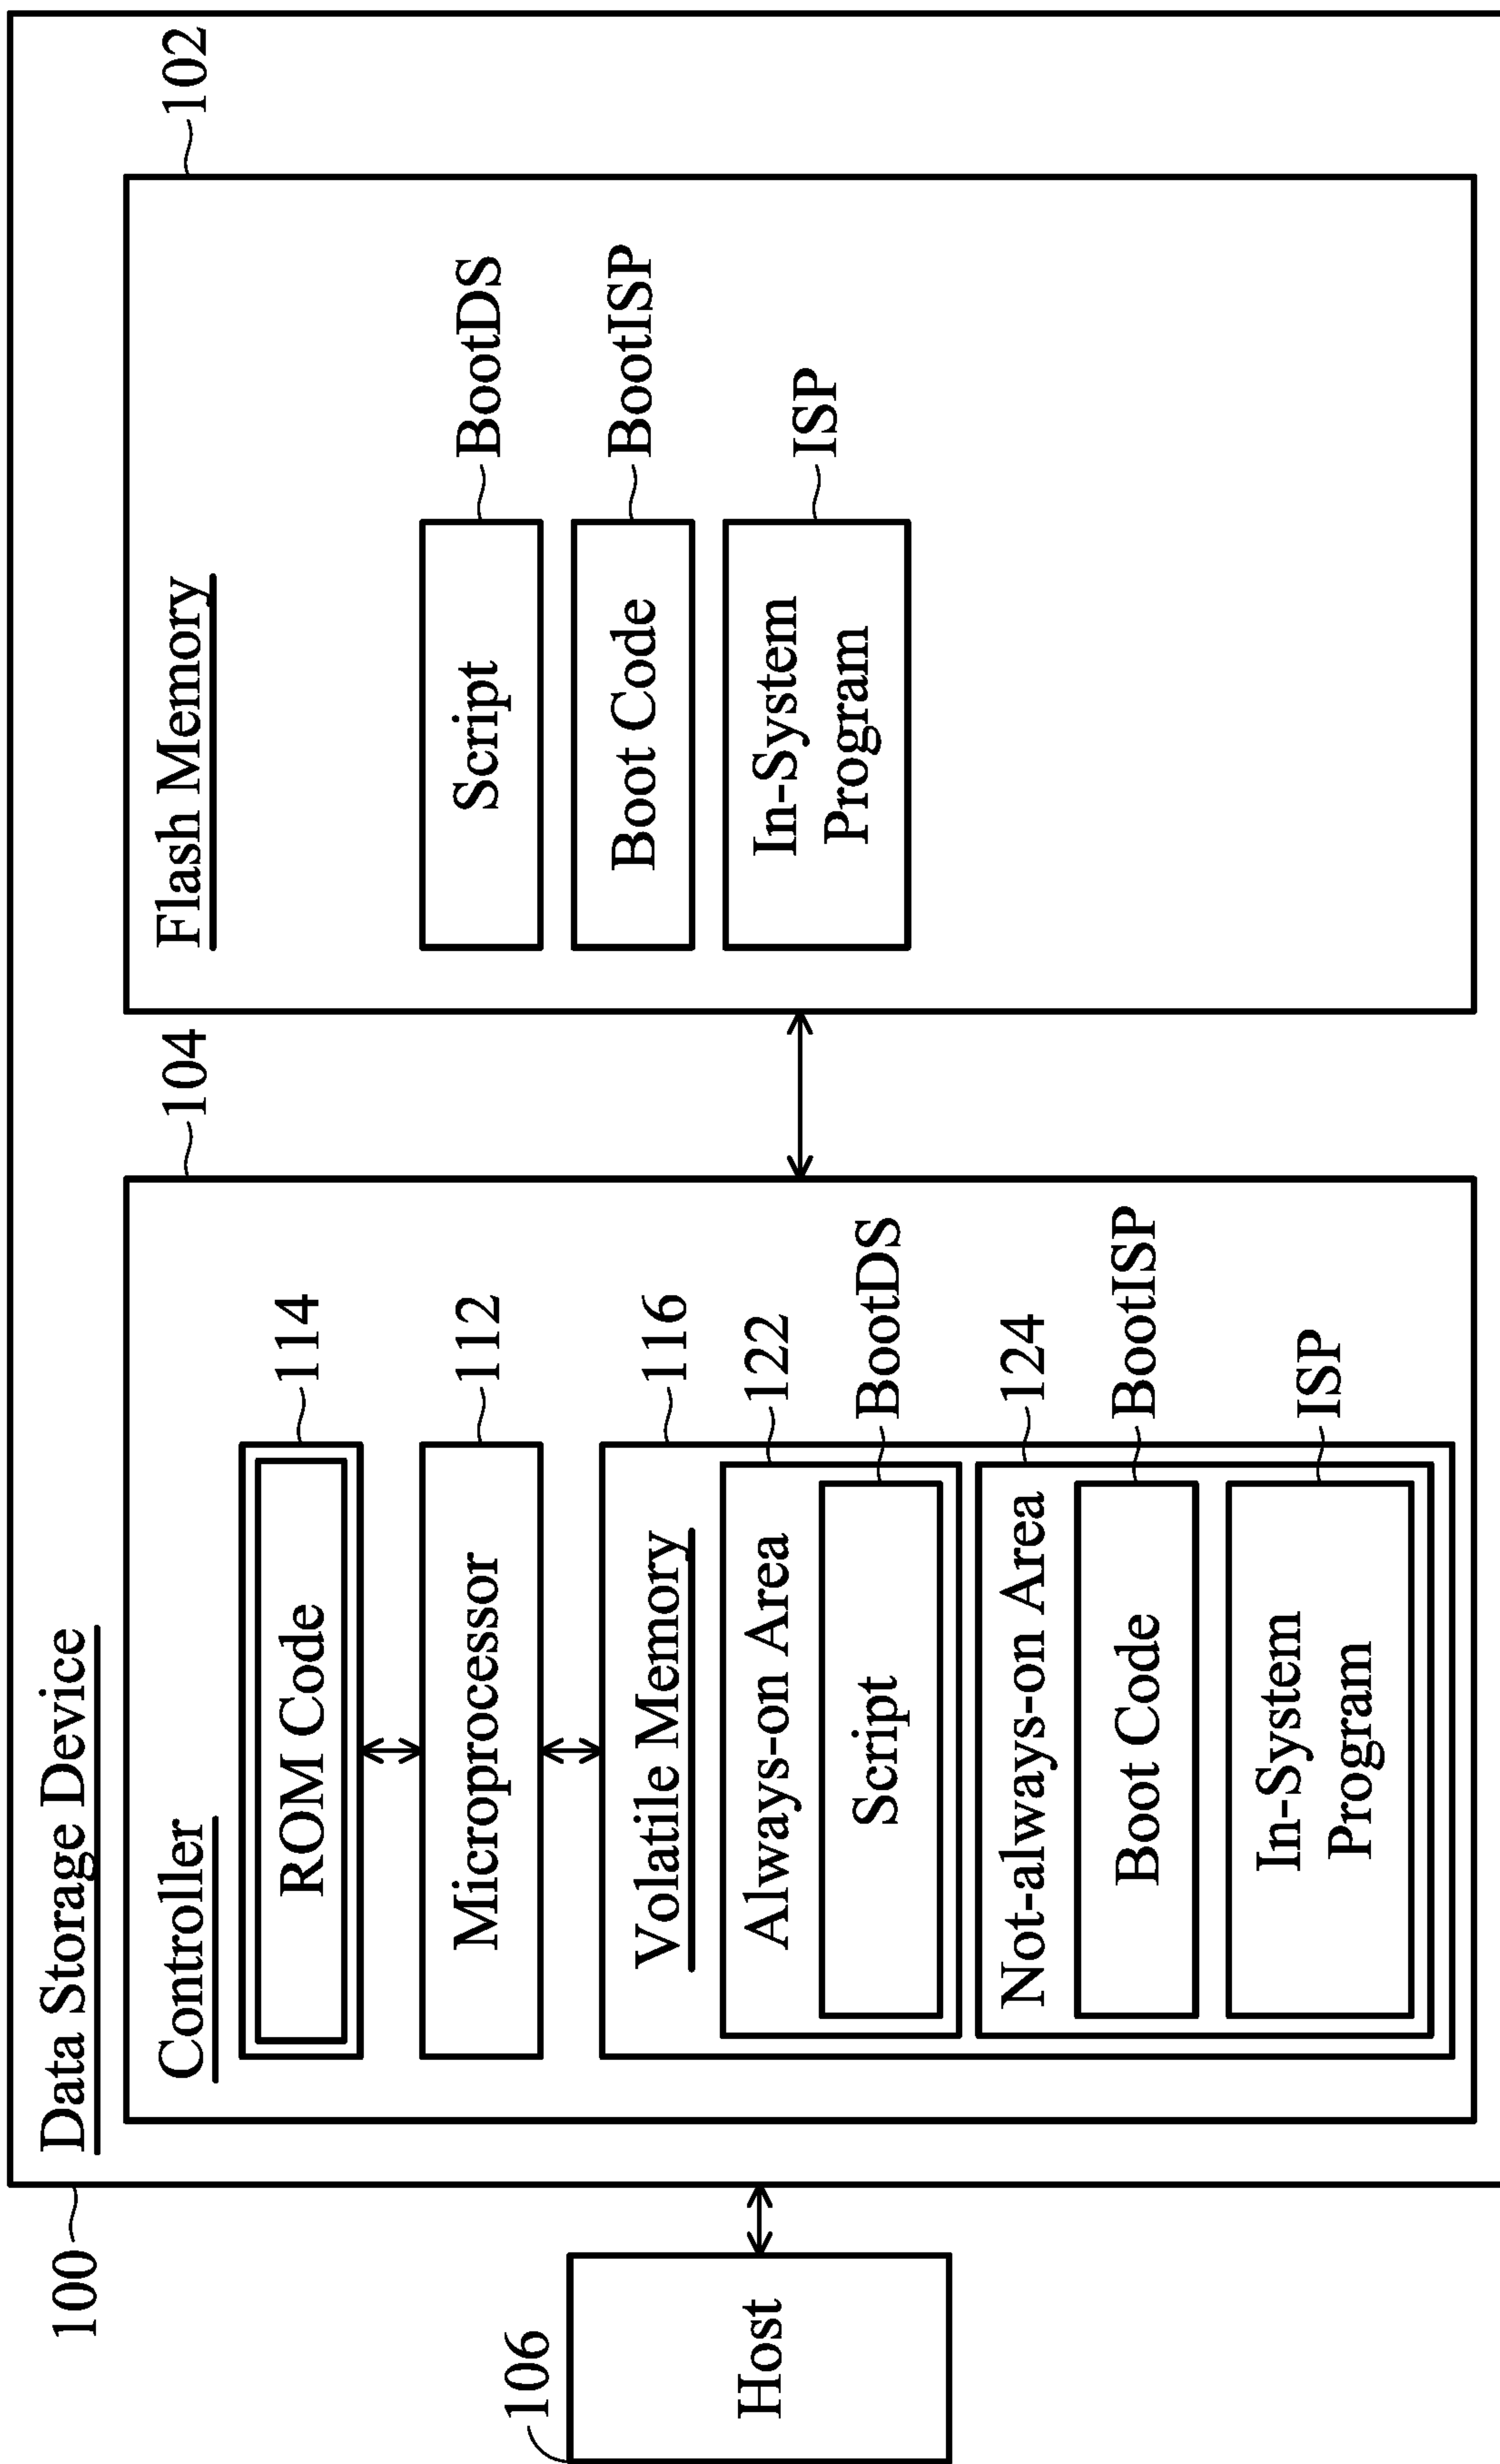 100
Data Storage Device
106
Host
Controller
104
ROM Code
114
Microprocessor
112
Volatile Memory
116
Always-on Area
122
Script
BootDS
Not-always-on Area
124
Boot Code
BootISP
In-System
Program
ISP
Flash Memory
102
Script
BootDS
Boot Code
BootISP
In-System
Program
ISP